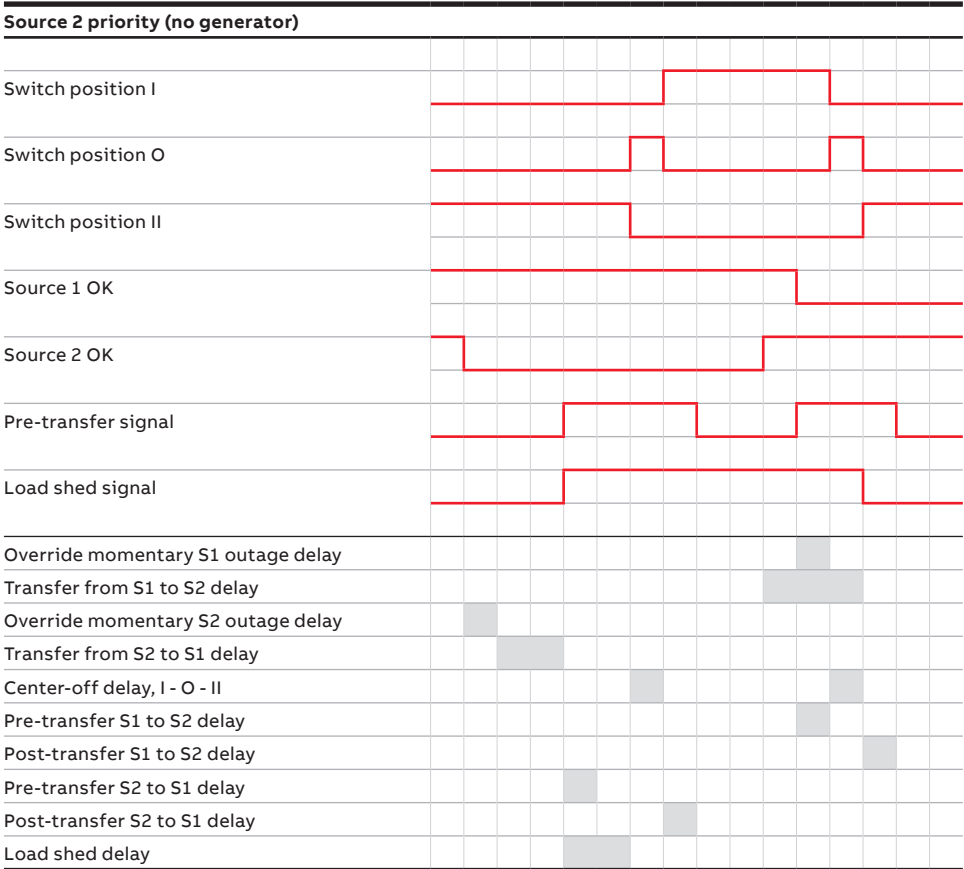 Source 2 priority (no generator)
Switch position I
Switch position O
Switch position II
Source 1 OK
Source 2 OK
Pre-transfer signal
Load shed signal
Override momentary S1 outage delay
Transfer from S1 to S2 delay
Override momentary S2 outage delay
Transfer from S2 to S1 delay
Center-off delay, I - O - II
Pre-transfer S1 to S2 delay
Post-transfer S1 to S2 delay
Pre-transfer S2 to S1 delay
Post-transfer S2 to S1 delay
Load shed delay